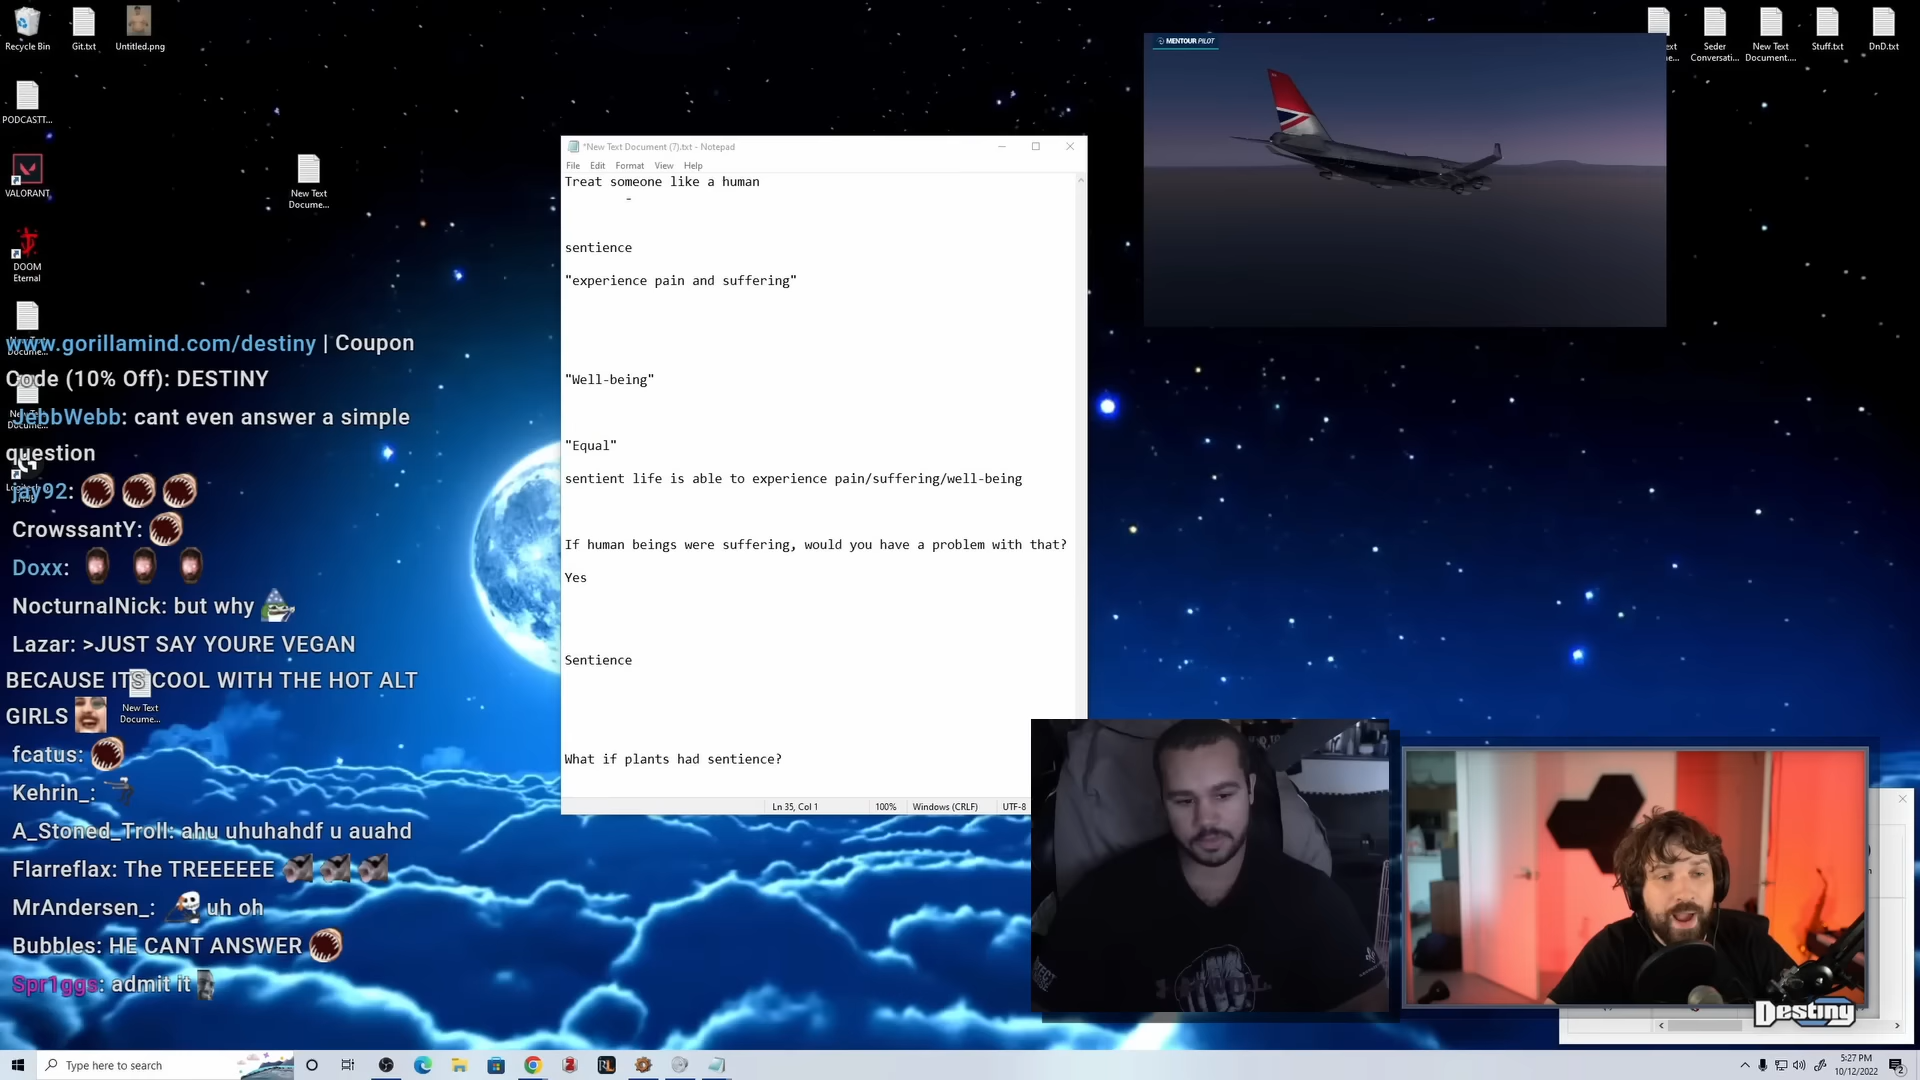 Recycle Bin
Git.txt
Untitled.png
PODCASTT...
VALORANT
New Text
Docume...
DOOM
Eternal
Docume...
www.gorillamind.com/destiny | Coupon
Code (10% Off): DESTINY
JebbWebb: cant even answer a simple
question
jay92:
CrowssantY:
Doxx:
NocturnalNick: but why
Lazar: >JUST SAY YOURE VEGAN
BECAUSE ITS COOL WITH THE HOT ALT
GIRLS
New Text
Docume...
fcatus:
Kehrin_:
A_Stoned_Troll: ahu uhuhahdf u auahd
Flarreflax: The TREEEEEE
MrAndersen_: uh oh
Bubbles: HE CANT ANSWER
Spr1ggs: admit it
*New Text Document (7).txt - Notepad
File Edit Format View Help
Treat someone like a human
-
sentience
"experience pain and suffering"
"Well-being"
"Equal"
sentient life is able to experience pain/suffering/well-being
If human beings were suffering, would you have a problem with that?
Yes
Sentience
What if plants had sentience?
Ln 35, Col 1 100% Windows (CRLF) UTF-8
MENTOUR PILOT
Seder
Conversati...
New Text
Document....
Stuff.txt
DnD.txt
Destiny
Type here to search
5:27 PM
10/12/2022
2